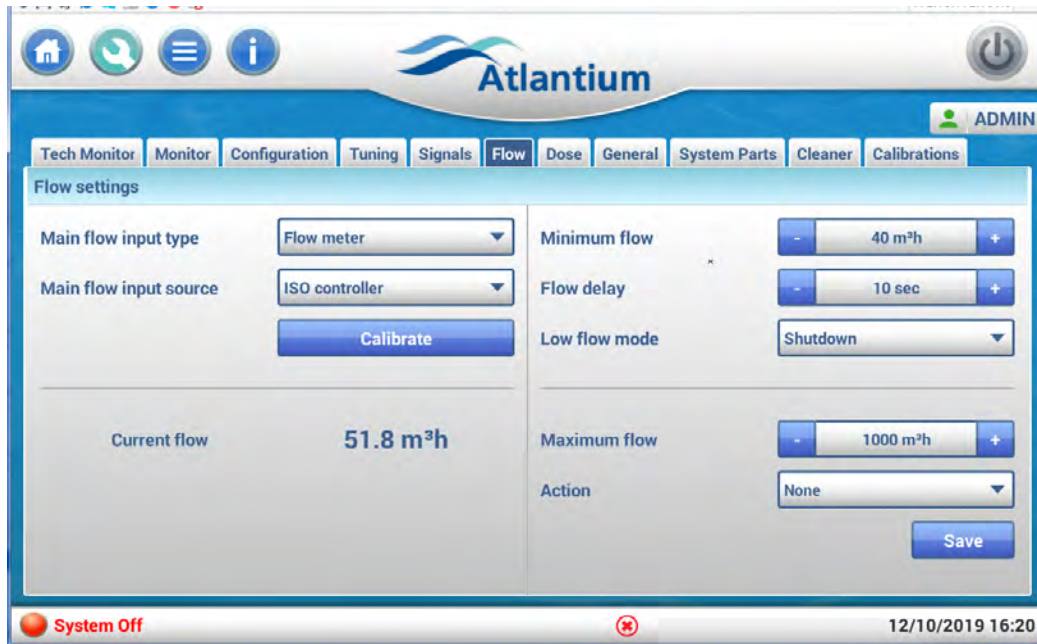 Atlantium
ADMIN
Tech Monitor Monitor Configuration Tuning Signals Flow Dose General System Parts Cleaner Calibrations
Flow settings
Main flow input type Flow meter
Minimum flow - 40 m³h +
Main flow input source ISO controller
Flow delay - 10 sec +
Calibrate
Low flow mode Shutdown
Current flow 51.8 m³h
Maximum flow - 1000 m³h +
Action None
Save
System Off 12/10/2019 16:20